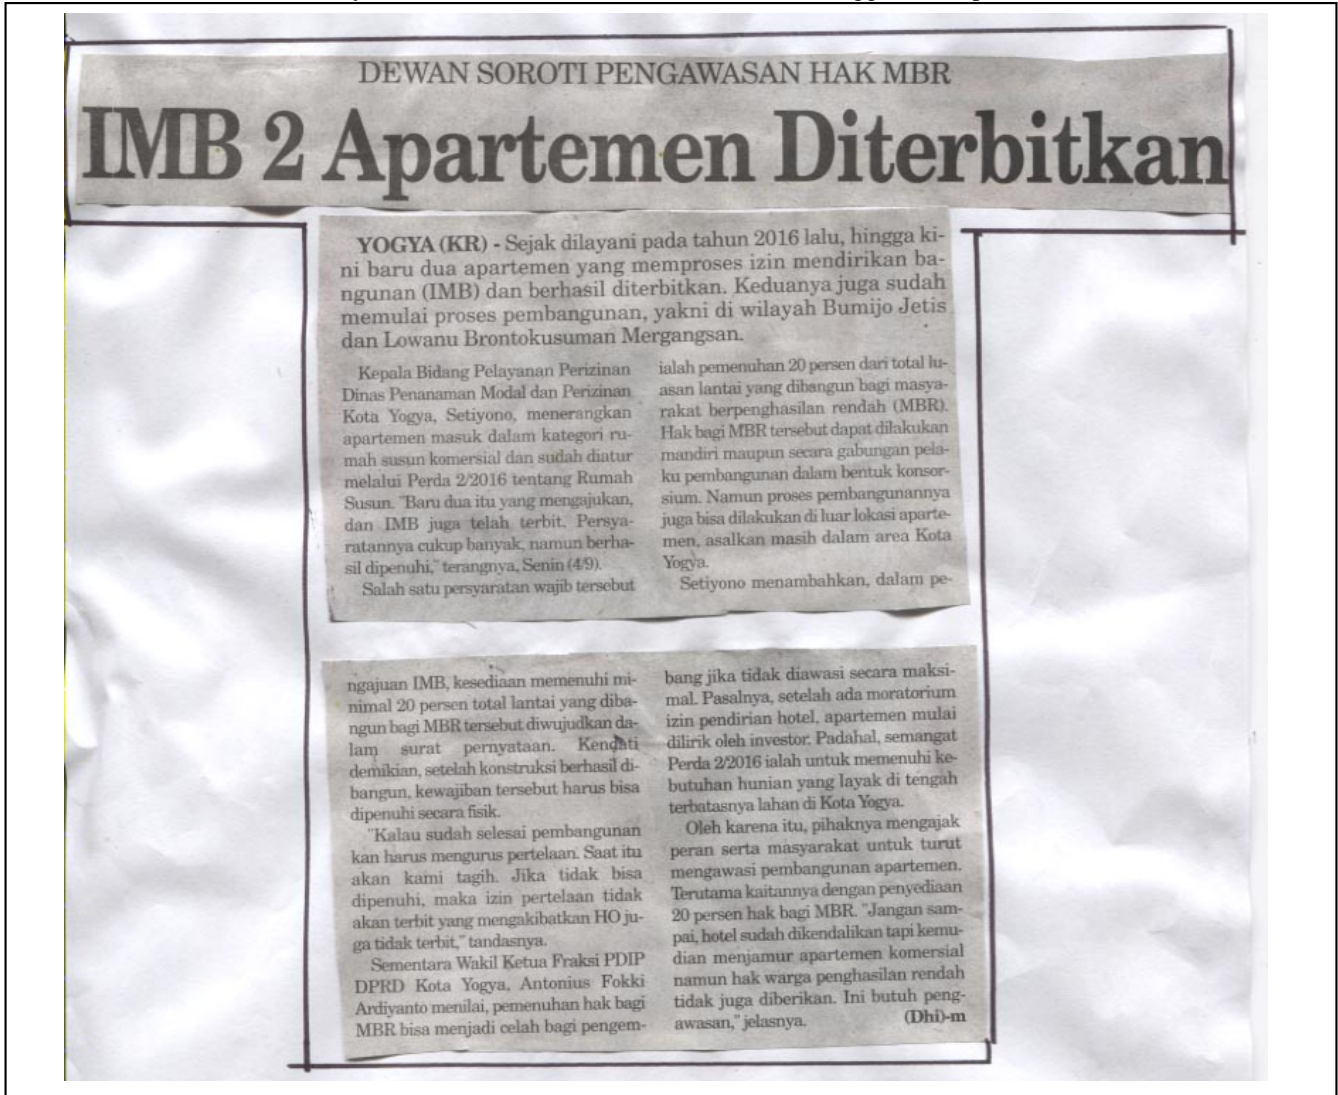 DEWAN SOROTI PENGAWASAN HAK MBR
IMB 2 Apartemen Diterbitkan
YOGYA (KR) - Sejak dilayani pada tahun 2016 lalu, hingga ki-
ni baru dua apartemen yang memproses izin mendirikan ba-
ngunan (IMB) dan berhasil diterbitkan. Keduanya juga sudah
memulai proses pembangunan, yakni di wilayah Bumijo Jetis
dan Lowanu Brontokusuman Mergangsan.
Kepala Bidang Pelayanan Perizinan
Dinas Penanaman Modal dan Perizinan
Kota Yogya, Setiyono, menerangkan
apartemen masuk dalam kategori ru-
mah susun komersial dan sudah diatur
melalui Perda 2/2016 tentang Rumah
Susun. "Baru dua itu yang mengajukan,
dan IMB juga telah terbit. Persya-
ratannya cukup banyak, namun berha-
sil dipenuhi," terangnya, Senin (4/9).
Salah satu persyaratan wajib tersebut
ialah pemenuhan 20 persen dari total lu-
asan lantai yang dibangun bagi masya-
rakat berpenghasilan rendah (MBR).
Hak bagi MBR tersebut dapat dilakukan
mandiri maupun secara gabungan pela-
ku pembangunan dalam bentuk konsor-
sium. Namun proses pembangunannya
juga bisa dilakukan di luar lokasi aparte-
men, asalkan masih dalam area Kota
Yogya.
Setiyono menambahkan, dalam pe-
ngajuan IMB, kesediaan memenuhi mi-
nimal 20 persen total lantai yang diba-
ngun bagi MBR tersebut diwujudkan da-
lam surat pernyataan. Kendati
demikian, setelah konstruksi berhasil di-
bangun, kewajiban tersebut harus bisa
dipenuhi secara fisik.
"Kalau sudah selesai pembangunan
kan harus mengurus pertelaan. Saat itu
akan kami tagih. Jika tidak bisa
dipenuhi, maka izin pertelaan tidak
akan terbit yang mengakibatkan HO ju-
ga tidak terbit," tandasnya.
Sementara Wakil Ketua Fraksi PDIP
DPRD Kota Yogya, Antonius Fokki
Ardiyanto menilai, pemenuhan hak bagi
MBR bisa menjadi celah bagi pengem-
bang jika tidak diawasi secara maksi-
mal. Pasalnya, setelah ada moratorium
izin pendirian hotel, apartemen mulai
dilirik oleh investor. Padahal, semangat
Perda 2/2016 ialah untuk memenuhi ke-
butuhan hunian yang layak di tengah
terbatasnya lahan di Kota Yogya.
Oleh karena itu, pihaknya mengajak
peran serta masyarakat untuk turut
mengawasi pembangunan apartemen.
Terutama kaitannya dengan penyediaan
20 persen hak bagi MBR. "Jangan sam-
pai, hotel sudah dikendalikan tapi kemu-
dian menjamur apartemen komersial
namun hak warga penghasilan rendah
tidak juga diberikan. Ini butuh peng-
awasan," jelasnya. (Dhi)-m